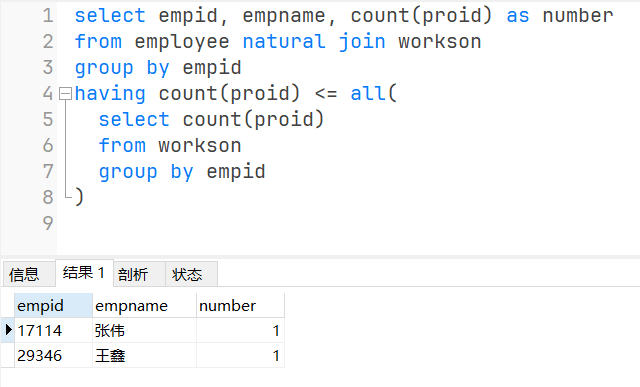 1 select empid, empname, count(proid) as number
2 from employee natural join workson
3 group by empid
4 having count(proid) <= all(
5 select count(proid)
6 from workson
7 group by empid
8 )
9
信息 结果 1 剖析 状态
empid empname number
17114 张伟 1
29346 王鑫 1